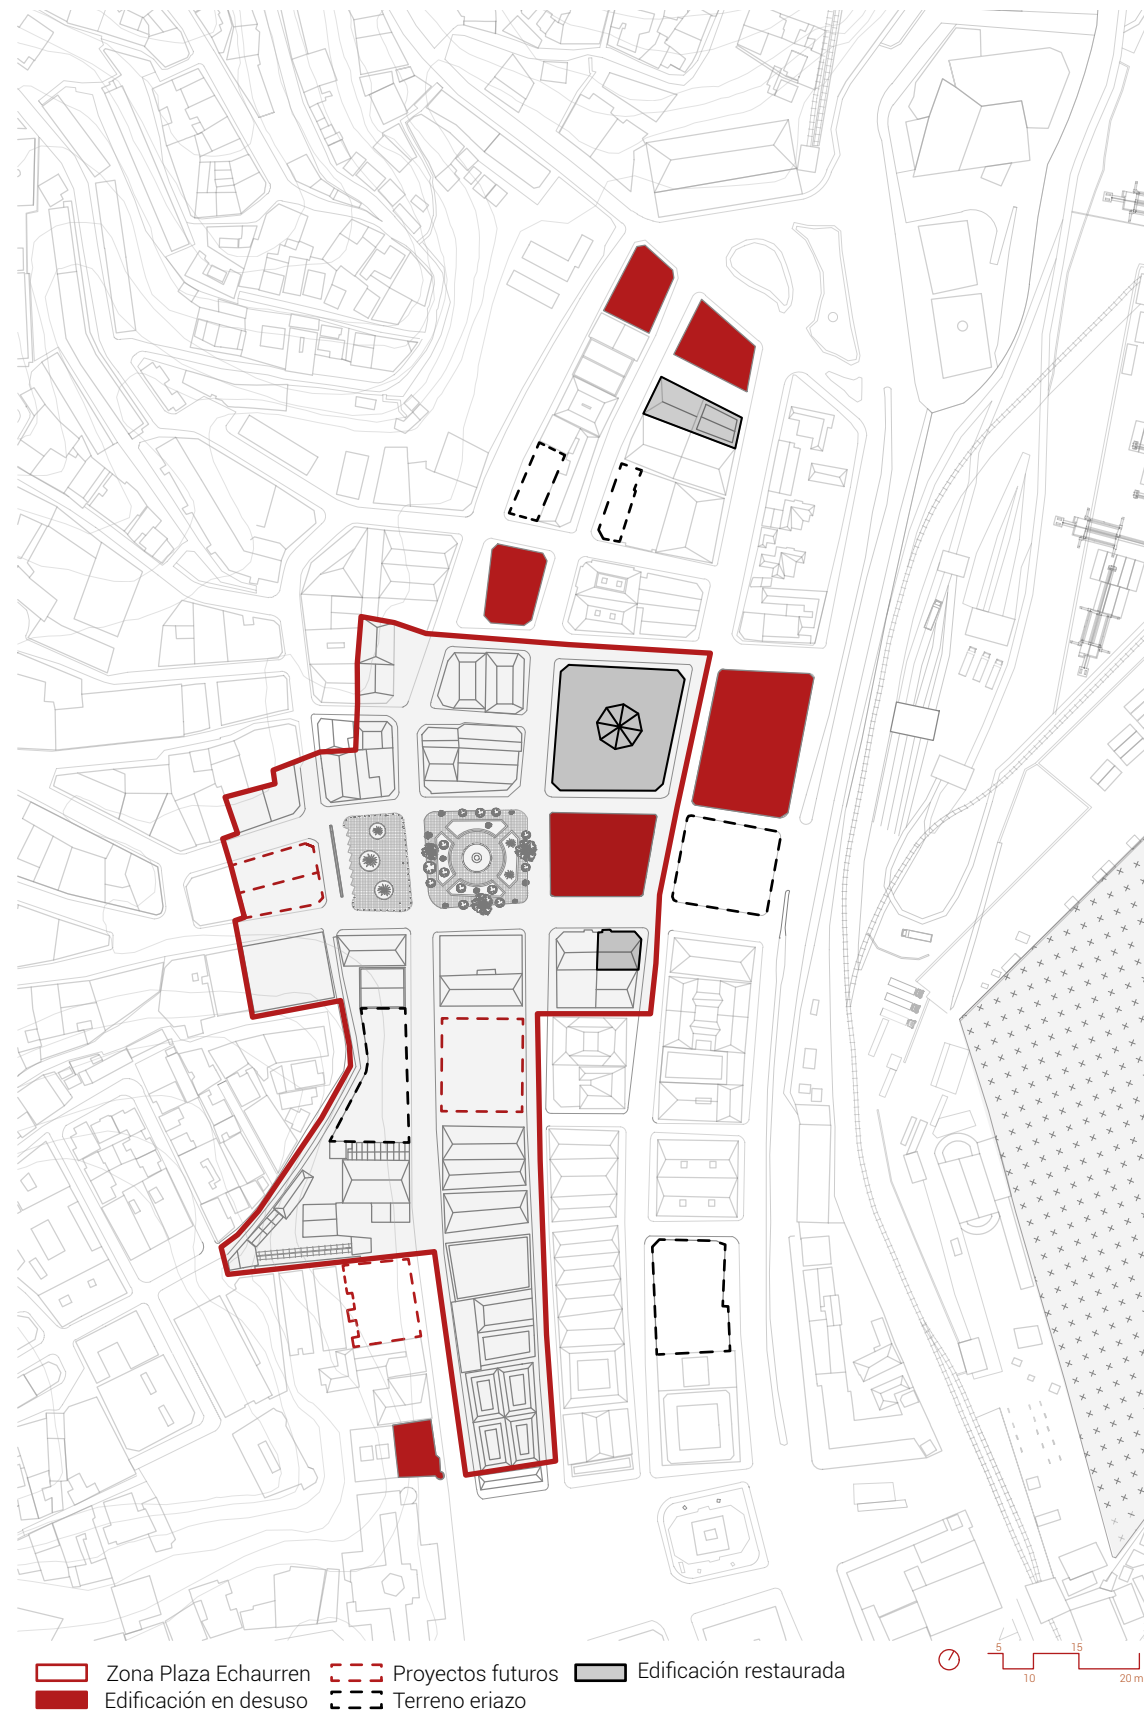 Zona Plaza Echaurren
Proyectos futuros
Edificación restaurada
Edificación en desuso
Terreno eriazo
5
15
10
20 m